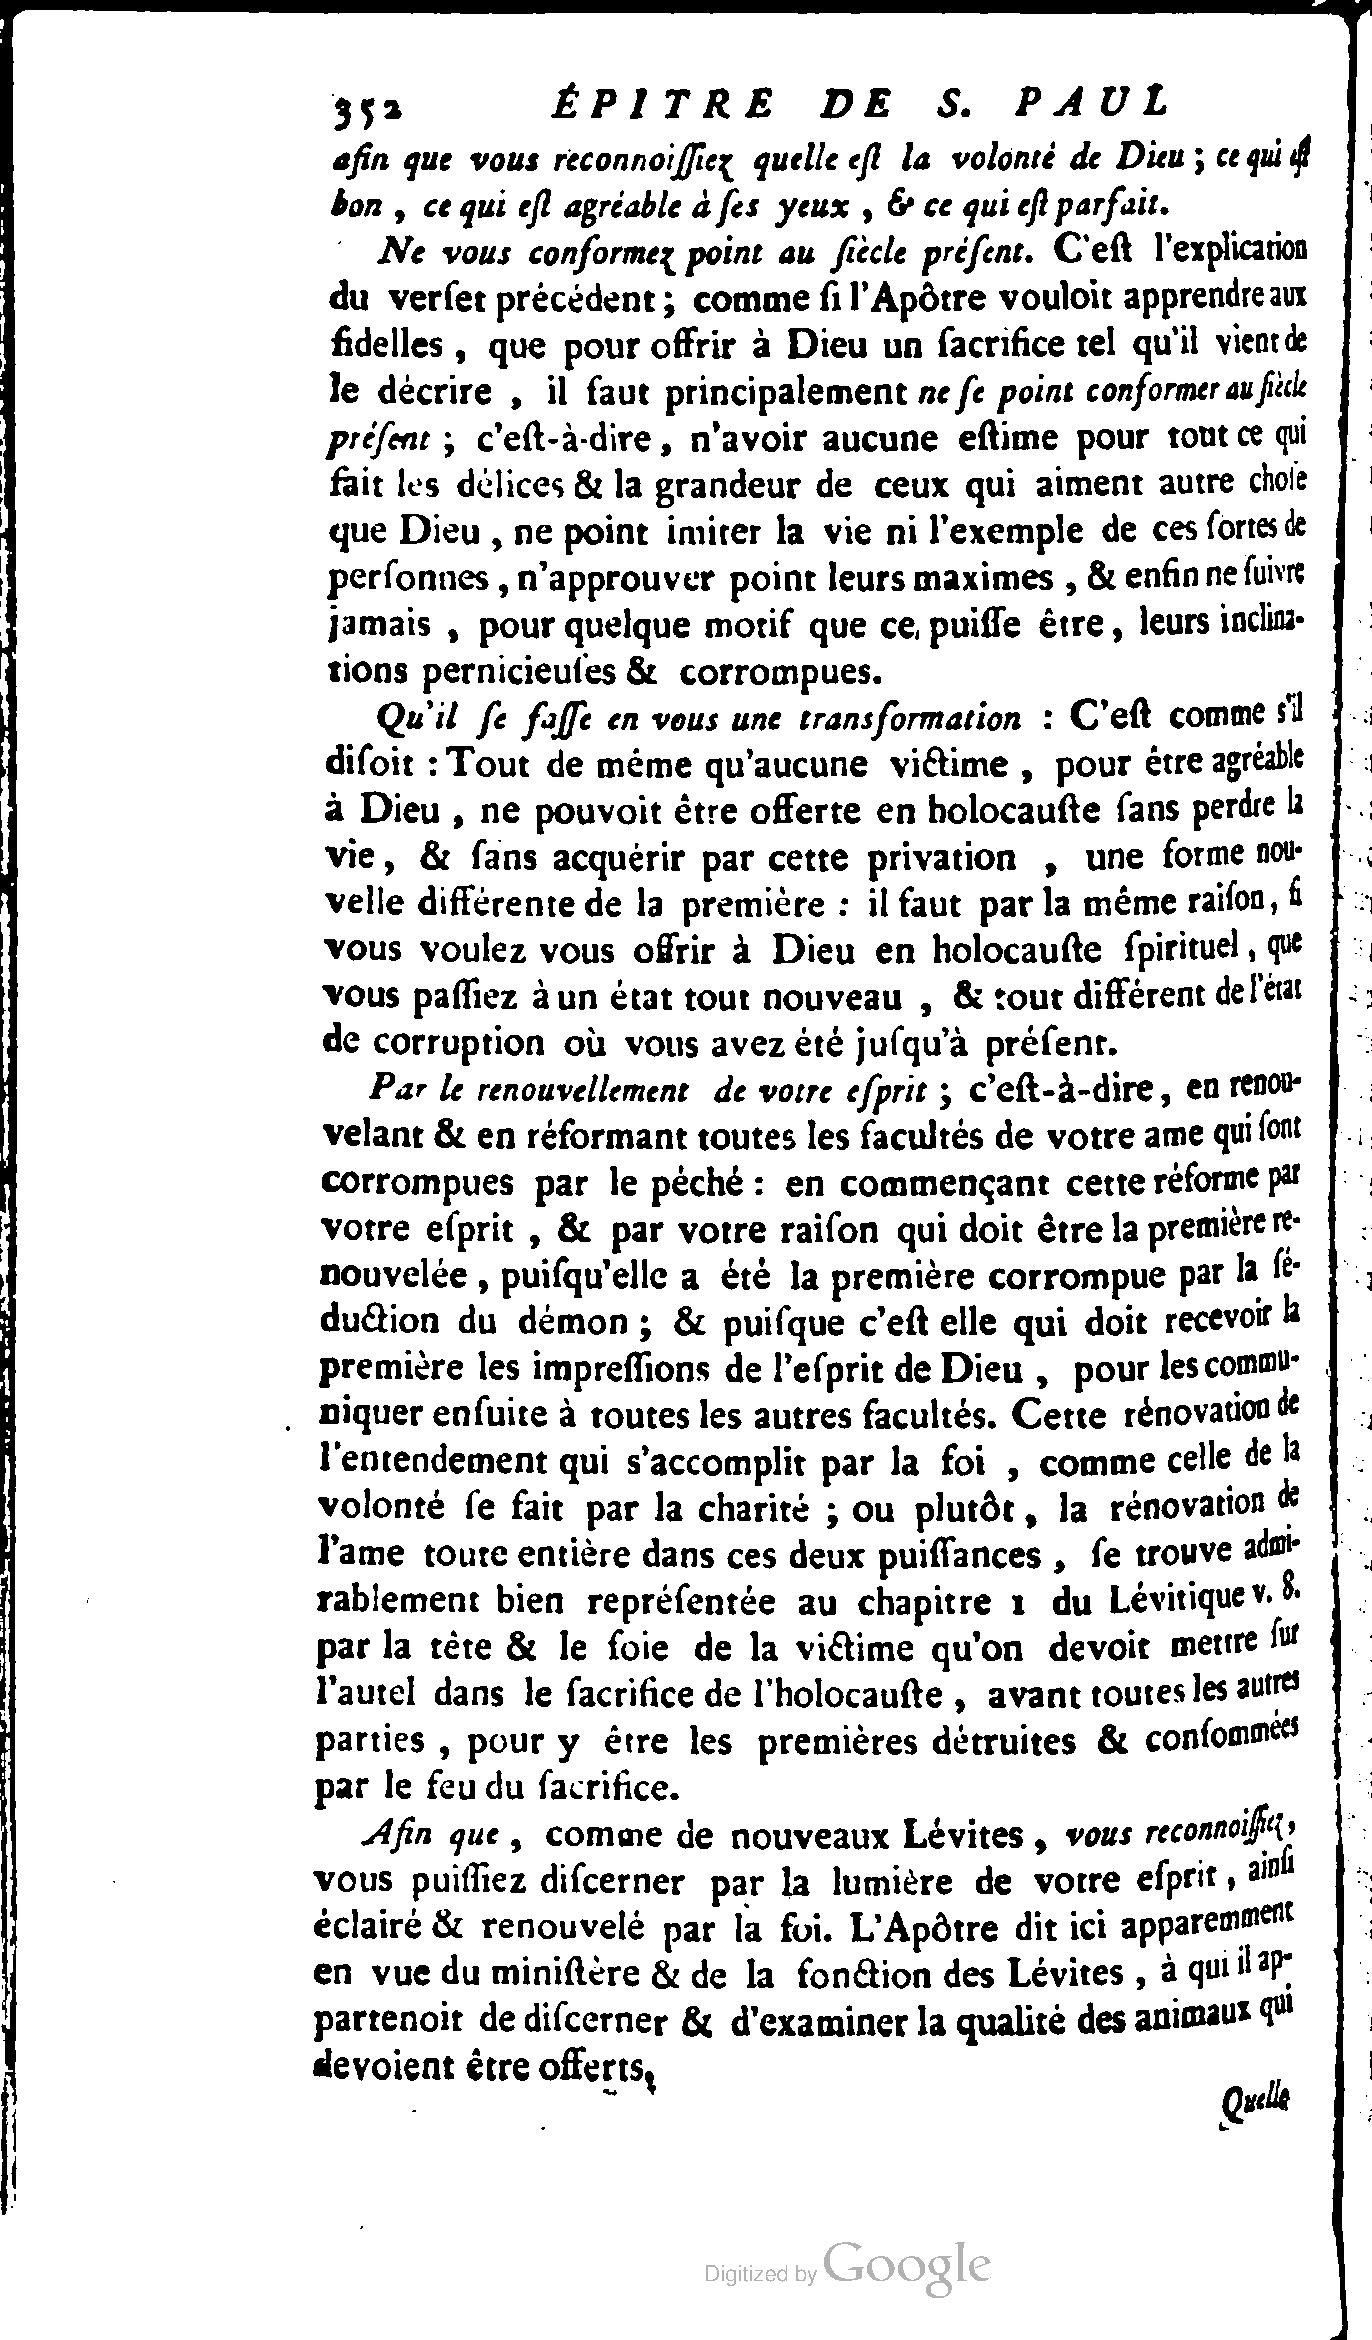 352 ÉPITRE DE S. PAUL
afin que vous reconnoiſſiez quelle eſt la volonté de Dieu ; ce qui eſt
bon , ce qui eſt agréable à ſes yeux , & ce qui eſt parfait.
Ne vous conformez point au ſiècle préſent. C'eſt l'explication
du verſet précédent ; comme ſi l'Apôtre vouloit apprendre aux
fidelles , que pour offrir à Dieu un ſacrifice tel qu'il vient de
le décrire , il faut principalement ne ſe point conformer au ſiècle
préſent ; c'eſt-à-dire , n'avoir aucune eſtime pour tout ce qui
fait les délices & la grandeur de ceux qui aiment autre choſe
que Dieu , ne point imiter la vie ni l'exemple de ces ſortes de
perſonnes , n'approuver point leurs maximes , & enfin ne ſuivre
jamais , pour quelque motif que ce puiſſe être , leurs inclina-
tions pernicieuſes & corrompues.
Qu'il ſe faſſe en vous une transformation : C'eſt comme s'il
diſoit : Tout de même qu'aucune victime , pour être agréable
à Dieu , ne pouvoit être offerte en holocauſte ſans perdre la
vie , & ſans acquérir par cette privation , une forme nou-
velle différente de la première : il faut par la même raiſon , ſi
vous voulez vous offrir à Dieu en holocauſte ſpirituel , que
vous paſſiez à un état tout nouveau , & tout différent de l'état
de corruption où vous avez été juſqu'à préſent.
Par le renouvellement de votre eſprit ; c'eſt-à-dire , en renou-
velant & en réformant toutes les facultés de votre ame qui ſont
corrompues par le péché : en commençant cette réforme par
votre eſprit , & par votre raiſon qui doit être la première re-
nouvelée , puiſqu'elle a été la première corrompue par la ſé-
duction du démon ; & puiſque c'eſt elle qui doit recevoir la
première les impreſſions de l'eſprit de Dieu , pour les commu-
niquer enſuite à toutes les autres facultés. Cette rénovation de
l'entendement qui s'accomplit par la foi , comme celle de la
volonté ſe fait par la charité ; ou plutôt , la rénovation de
l'ame toute entière dans ces deux puiſſances , ſe trouve admi-
rablement bien repréſentée au chapitre 1 du Lévitique v. 8.
par la tête & le foie de la victime qu'on devoit mettre ſur
l'autel dans le ſacrifice de l'holocauſte , avant toutes les autres
parties , pour y être les premières détruites & conſommées
par le feu du ſacrifice.
Afin que , comme de nouveaux Lévites , vous reconnoiſſiez ,
vous puiſſiez diſcerner par la lumière de votre eſprit , ainſi
éclairé & renouvelé par la foi. L'Apôtre dit ici apparemment
en vue du miniſtère & de la fonction des Lévites , à qui il ap-
partenoit de diſcerner & d'examiner la qualité des animaux qui
devoient être offerts.
Quelle
Digitized by Google